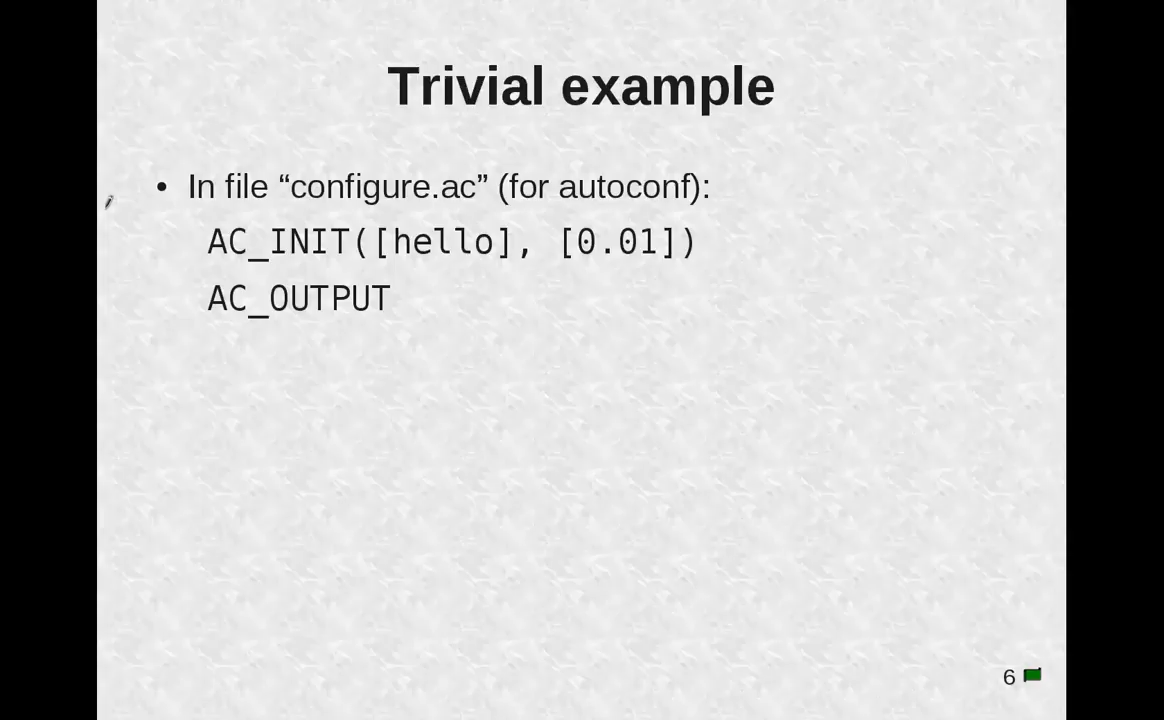 Trivial example
• In file “configure.ac” (for autoconf):
AC_INIT([hello], [0.01])
AC_OUTPUT
6